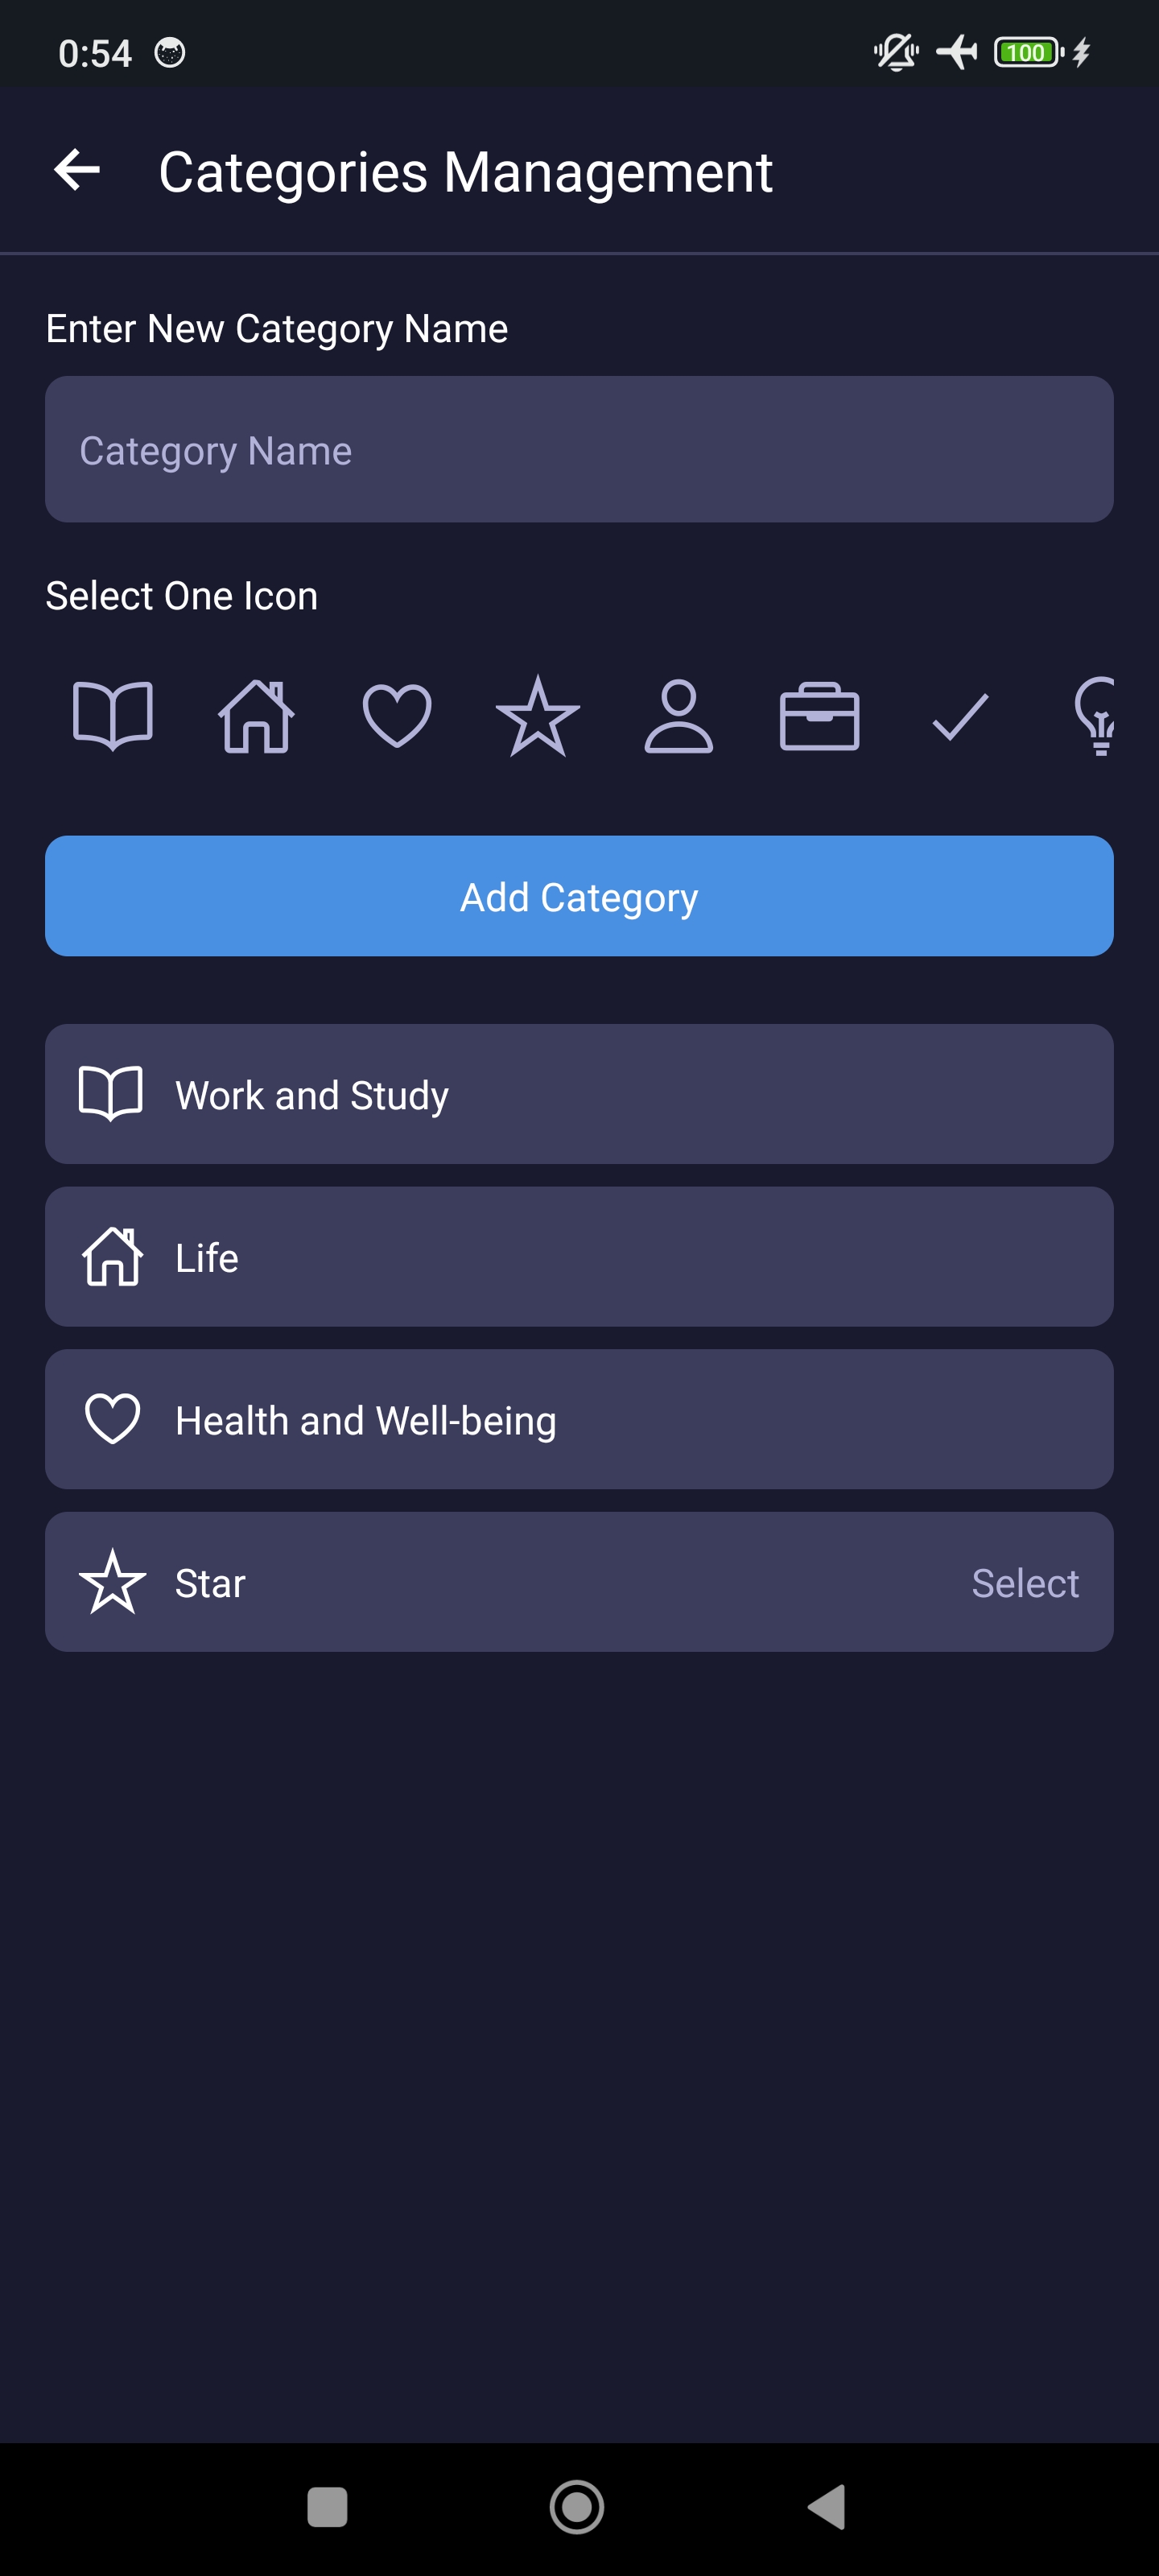 0:54
100
Categories Management
Enter New Category Name
Category Name
Select One Icon
Add Category
Work and Study
Life
Health and Well-being
Star Select